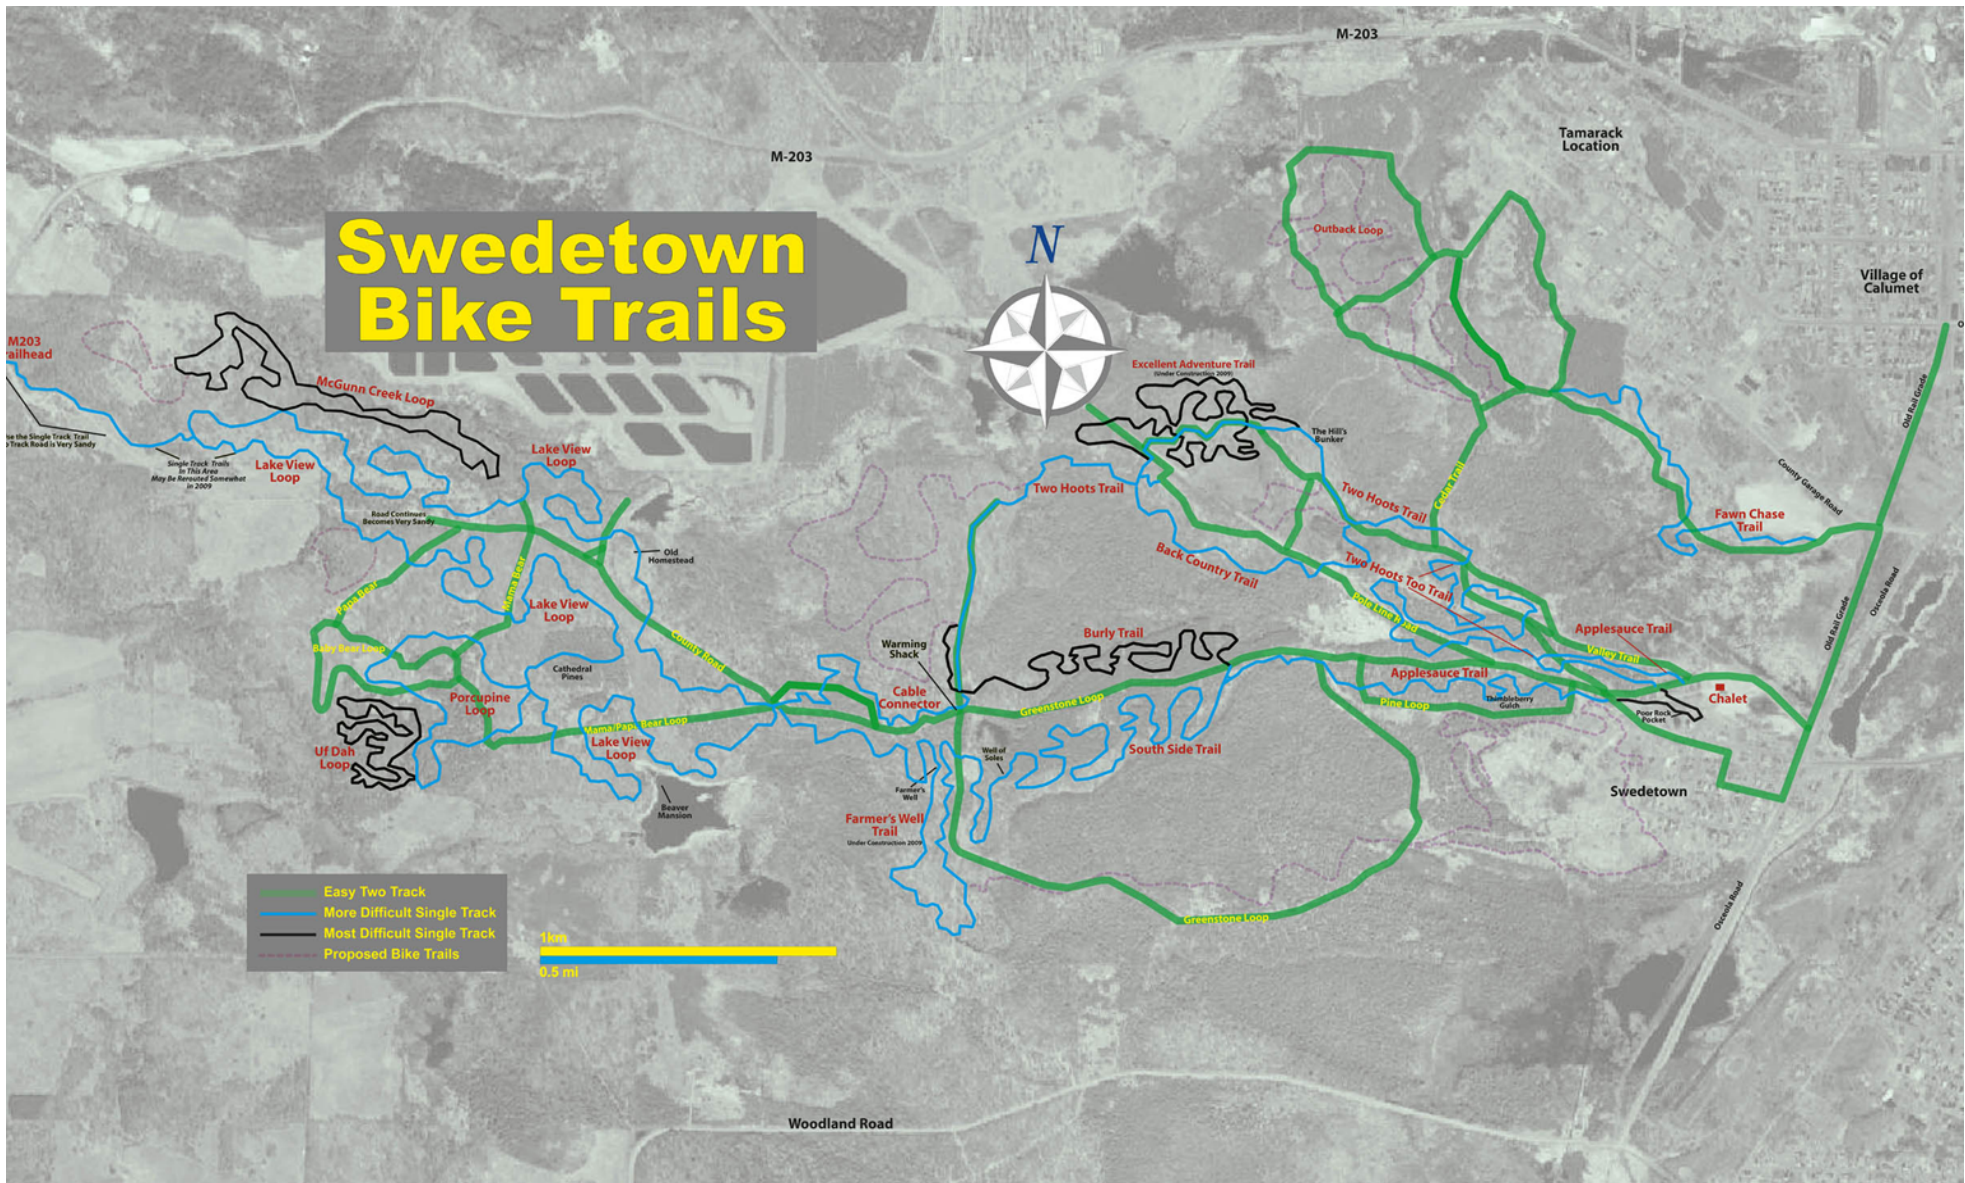 M-203
Tamarack
Location
M-203
Swedetown
Bike Trails
N
Outback Loop
Village of
Calumet
M203
railhead
McGunn Creek Loop
Excellent Adventure Trail
(Under Construction 2009)
Old Rail Grade
The Hill's
Bunker
to Track Road is Very Sandy
Single Track Trails
In This Area
May Be Rerouted Somewhat
in 2009
Lake View
Loop
Lake View
Loop
Two Hoots Trail
Two Hoots Trail
Cedar Trail
County Garage Road
Fawn Chase
Trail
Road Continues
Becomes Very Sandy
Old
Homestead
Back Country Trail
Two Hoots Too Trail
Papa Bear
Mama Bear
Lake View
Loop
Pole Line Road
Osceola Road
Old Rail Grade
Baby Bear Loop
County Road
Warming
Shack
Burly Trail
Applesauce Trail
Valley Trail
Cathedral
Pines
Applesauce Trail
Porcupine
Loop
Cable
Connector
Greenstone Loop
Pine Loop
Thimbleberry
Gulch
Chalet
Poor Rock
Pocket
Mama/Papa Bear Loop
Lake View
Loop
Uf Dah
Loop
Well of
Soles
South Side Trail
Farmer's
Well
Swedetown
Beaver
Mansion
Farmer's Well
Trail
Under Construction 2009
Easy Two Track
More Difficult Single Track
Most Difficult Single Track
Proposed Bike Trails
1km
0.5 mi
Greenstone Loop
Osceola Road
Woodland Road